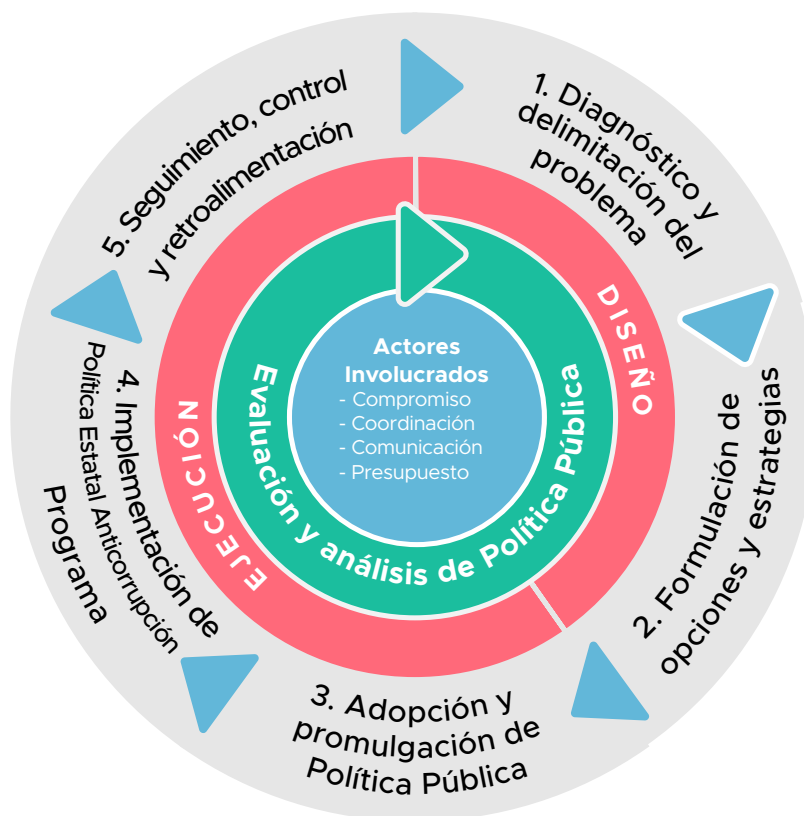 1. Diagnóstico y
delimitación del
problema
2. Formulación de
opciones y estrategias
3. Adopción y
promulgación de
Política Pública
4. Implementación de
Política Estatal Anticorrupción
Programa
5. Seguimiento, control
y retroalimentación
DISEÑO
EJECUCIÓN
Evaluación y análisis de Política Pública
Actores
Involucrados
- Compromiso
- Coordinación
- Comunicación
- Presupuesto